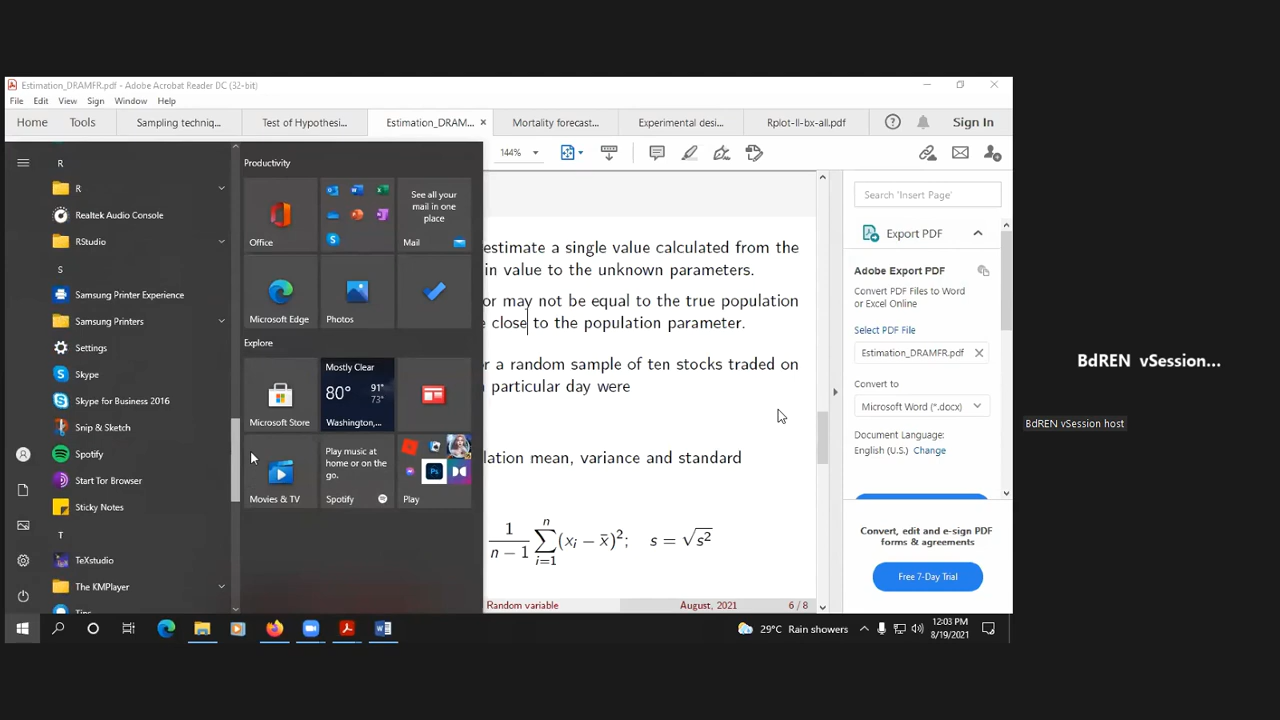 Estimation_DRAMFR.pdf - Adobe Acrobat Reader DC (32-bit)
File Edit View Sign Window Help
Home Tools Sampling techniq... Test of Hypothesi... Estimation_DRAM... × Mortality forecast... Experimental desi... Rplot-ll-bx-all.pdf Sign In
144%
R
R
Realtek Audio Console
RStudio
S
Samsung Printer Experience
Samsung Printers
Settings
Skype
Skype for Business 2016
Snip & Sketch
Spotify
Start Tor Browser
Sticky Notes
T
TeXstudio
The KMPlayer
Tips
Productivity
Office
See all your
mail in one
place
Mail
Microsoft Edge
Photos
Explore
Microsoft Store
Mostly Clear
80° 91°
73°
Washington,...
Movies & TV
Play music at
home or on the
go.
Spotify
Play
estimate a single value calculated from the
in value to the unknown parameters.
or may not be equal to the true population
e close to the population parameter.
r a random sample of ten stocks traded on
particular day were
lation mean, variance and standard
1/(n − 1) ∑ i=1 n (xi − x̄)²; s = √s²
Random variable August, 2021 6 / 8
Search 'Insert Page'
Export PDF
Adobe Export PDF
Convert PDF Files to Word
or Excel Online
Select PDF File
Estimation_DRAMFR.pdf ×
Convert to
Microsoft Word (*.docx)
Document Language:
English (U.S.) Change
Convert, edit and e-sign PDF
forms & agreements
Free 7-Day Trial
29°C Rain showers
12:03 PM
8/19/2021
BdREN vSession...
BdREN vSession host